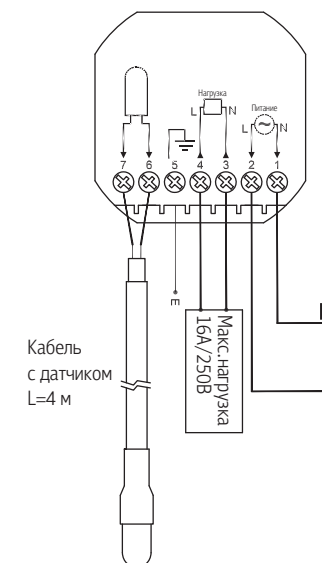 Нагрузка
L N
Питание
L N
7 6 5 4 3 2 1
E
Макс.нагрузка
16А/250В
Кабель
с датчиком
L=4 м